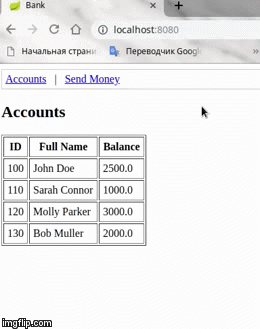 Bank
localhost:8080
Начальная страни
Переводчик Googl
Accounts | Send Money
Accounts
ID Full Name Balance
100 John Doe 2500.0
110 Sarah Connor 1000.0
120 Molly Parker 3000.0
130 Bob Muller 2000.0
imgflip.com